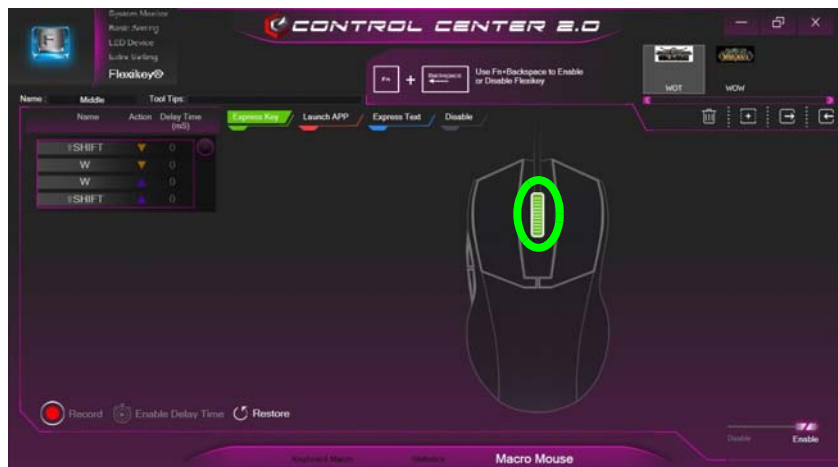 System Monitor
LED Device
Flexikey®
CONTROL CENTER 2.0
Fn + Backspace
Use Fn+Backspace to Enable
or Disable Flexikey
WOT WOW
Name : Middle Tool Tips:
Name Action Delay Time
(mS)
Express Key Launch APP Express Text Disable
⇧SHIFT 0
W 0
W 0
⇧SHIFT 0
Record Enable Delay Time Restore
Disable Enable
Keyboard Macro Statistics Macro Mouse